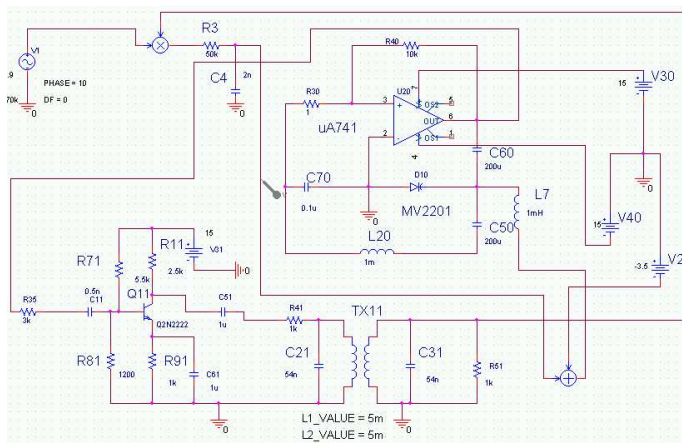 R3
50k
V1
.9
70k
PHASE = 10
DF = 0
0
C4
2n
0
R40
10k
R30
1
uA741
U20
3
+
2
-
7
4
OS2
5
OUT
6
OS1
1
V30
15
0
C60
200u
C70
0.1u
D10
MV2201
0
L7
1mH
C50
200u
L20
1m
V40
15
V2
-3.5
R71
R11
5.5k
15
V31
2.5k
0
R35
3k
0.5n
C11
Q11
Q2N2222
C51
1u
R41
1k
TX11
R81
1200
R91
1k
C61
1u
0
C21
54n
C31
54n
R51
1k
0
L1_VALUE = 5m
L2_VALUE = 5m